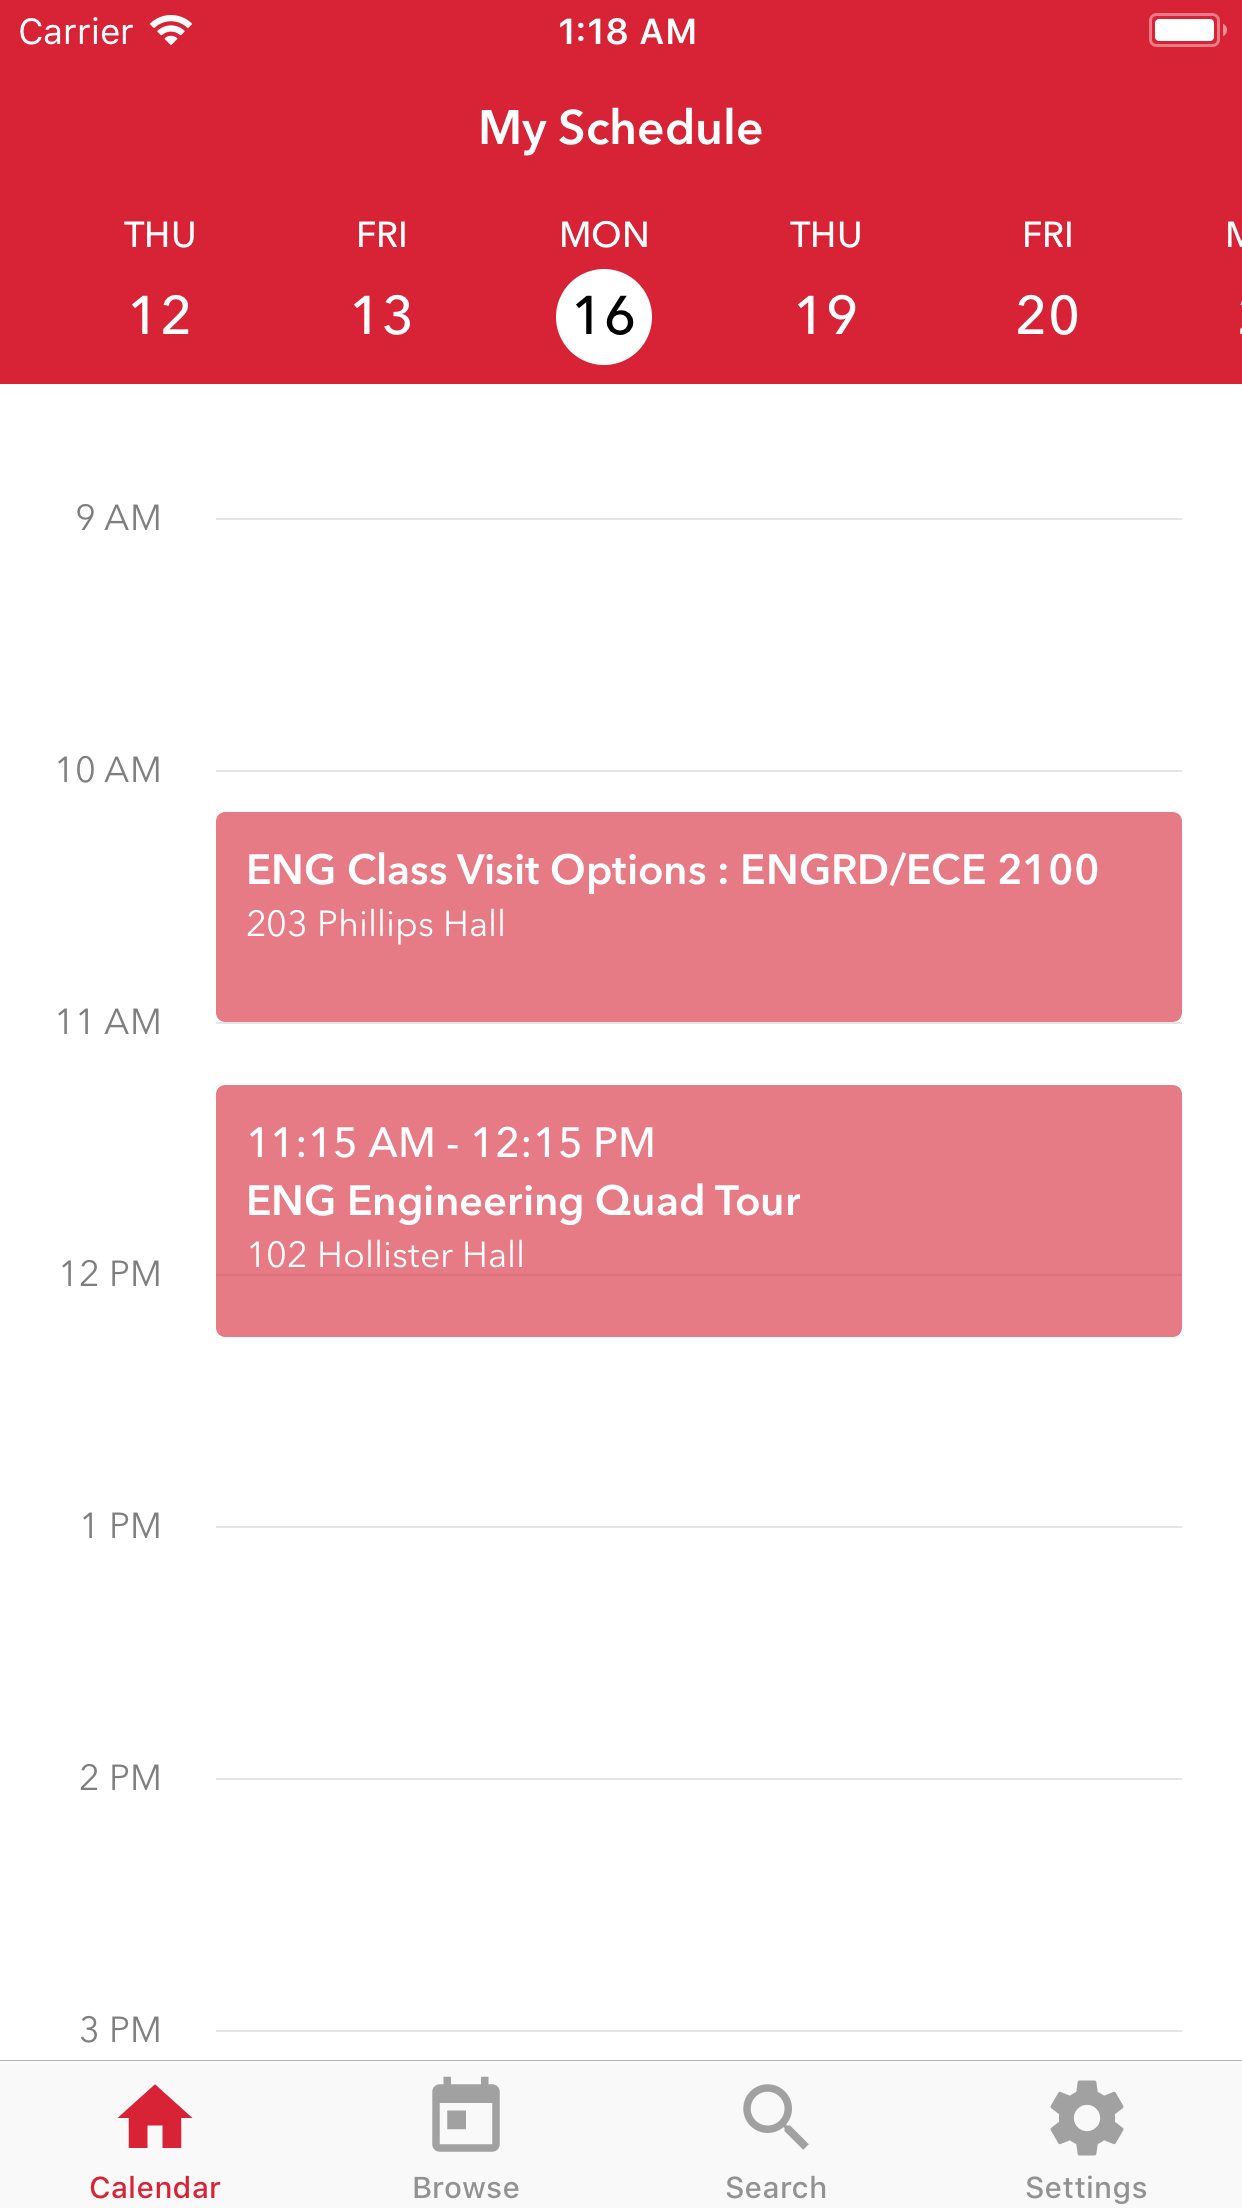 Carrier 1:18 AM
My Schedule
THU FRI MON THU FRI
12 13 16 19 20
9 AM
10 AM
ENG Class Visit Options : ENGRD/ECE 2100
203 Phillips Hall
11 AM
11:15 AM - 12:15 PM
ENG Engineering Quad Tour
102 Hollister Hall
12 PM
1 PM
2 PM
3 PM
Calendar Browse Search Settings